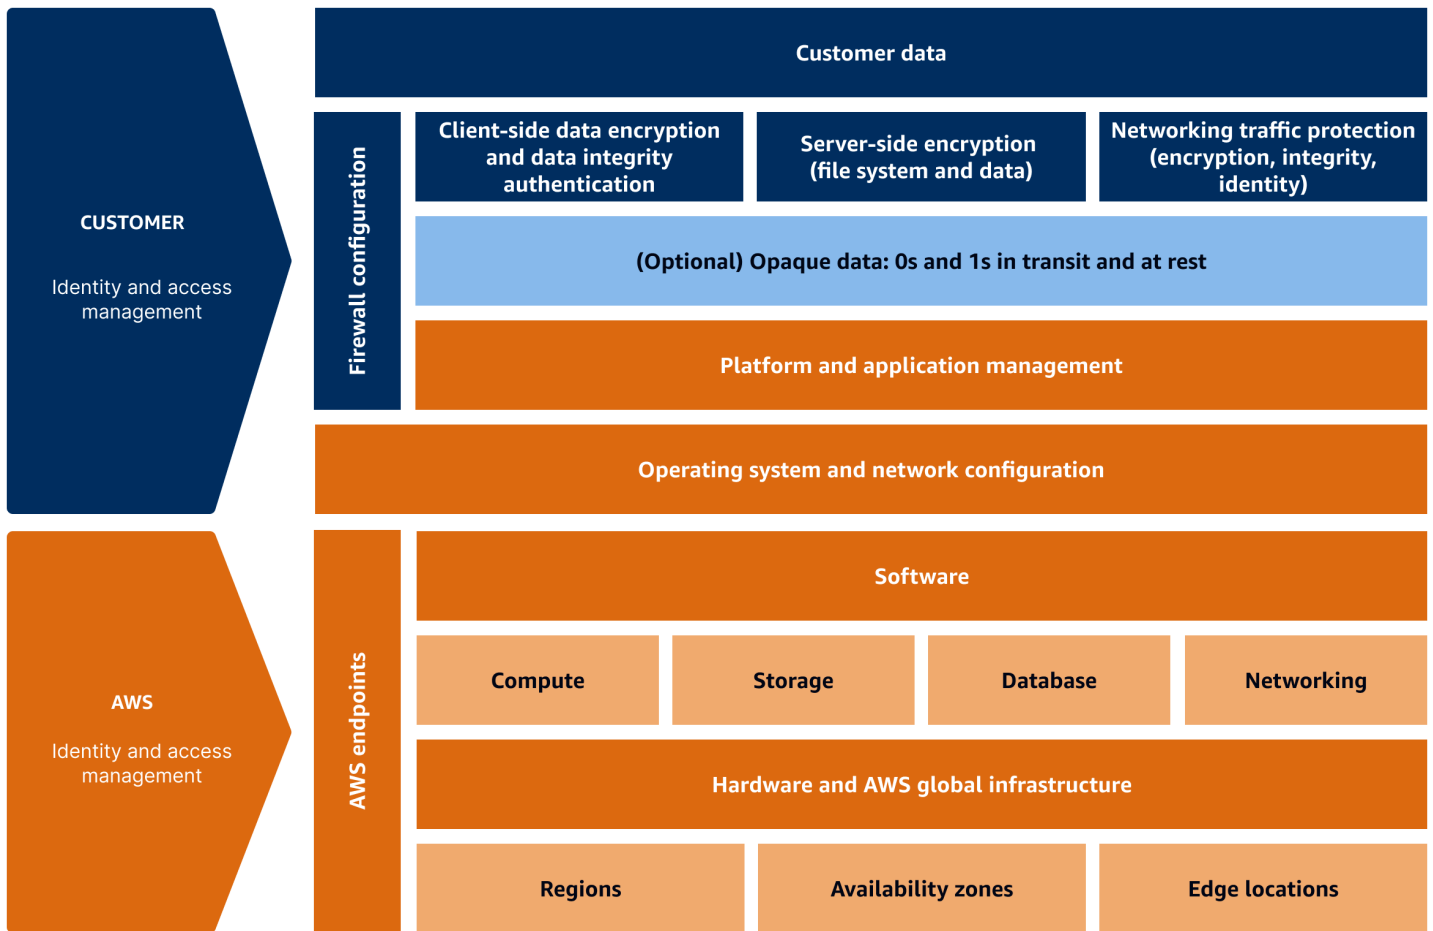 Customer data
CUSTOMER
Identity and access
management
Firewall configuration
Client-side data encryption
and data integrity
authentication
Server-side encryption
(file system and data)
Networking traffic protection
(encryption, integrity,
identity)
(Optional) Opaque data: 0s and 1s in transit and at rest
Platform and application management
Operating system and network configuration
AWS
Identity and access
management
AWS endpoints
Software
Compute
Storage
Database
Networking
Hardware and AWS global infrastructure
Regions
Availability zones
Edge locations